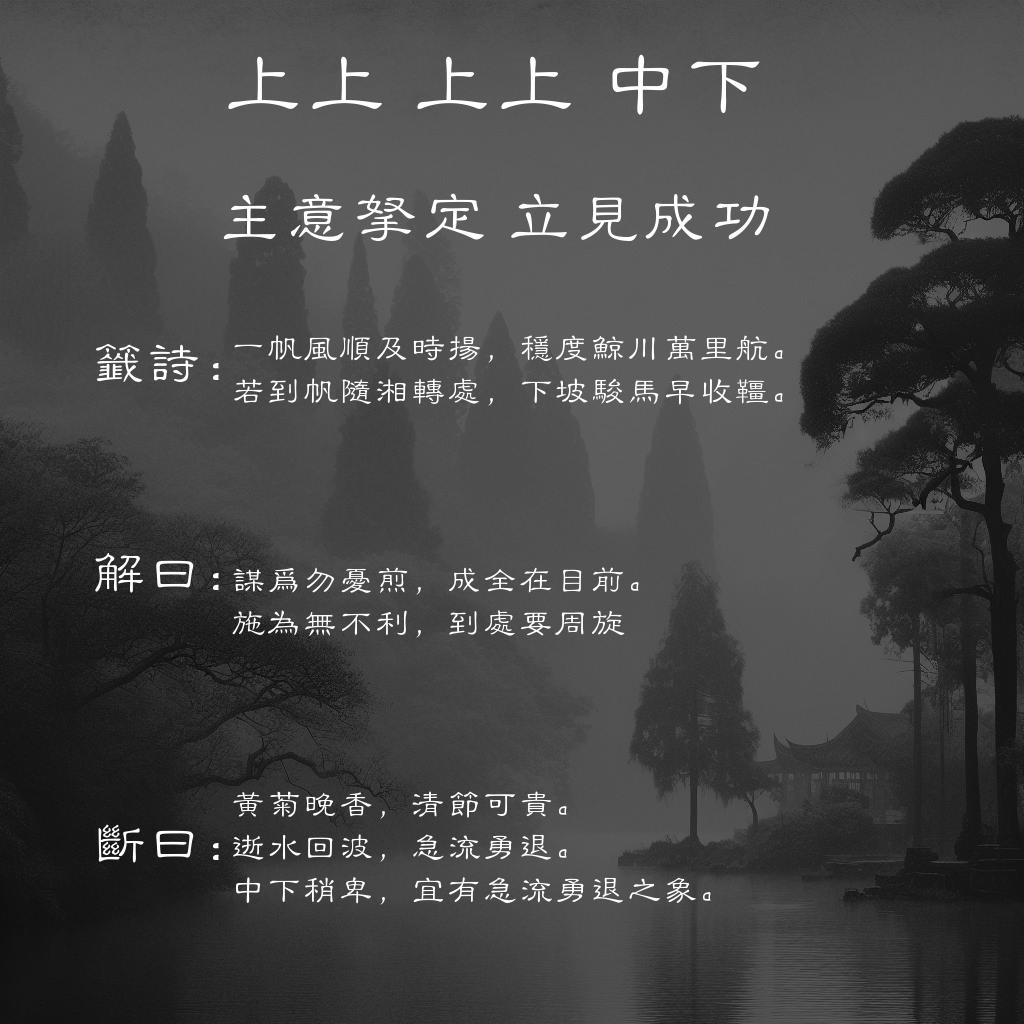 上上 上上 中下
主意拏定 立見成功
籤詩：
一帆風順及時揚，穩度鯨川萬里航。
若到帆隨湘轉處，下坡駿馬早收韁。
解曰：
謀爲勿憂煎，成全在目前。
施為無不利，到處要周旋
斷曰：
黃菊晚香，清節可貴。
逝水回波，急流勇退。
中下稍卑，宜有急流勇退之象。